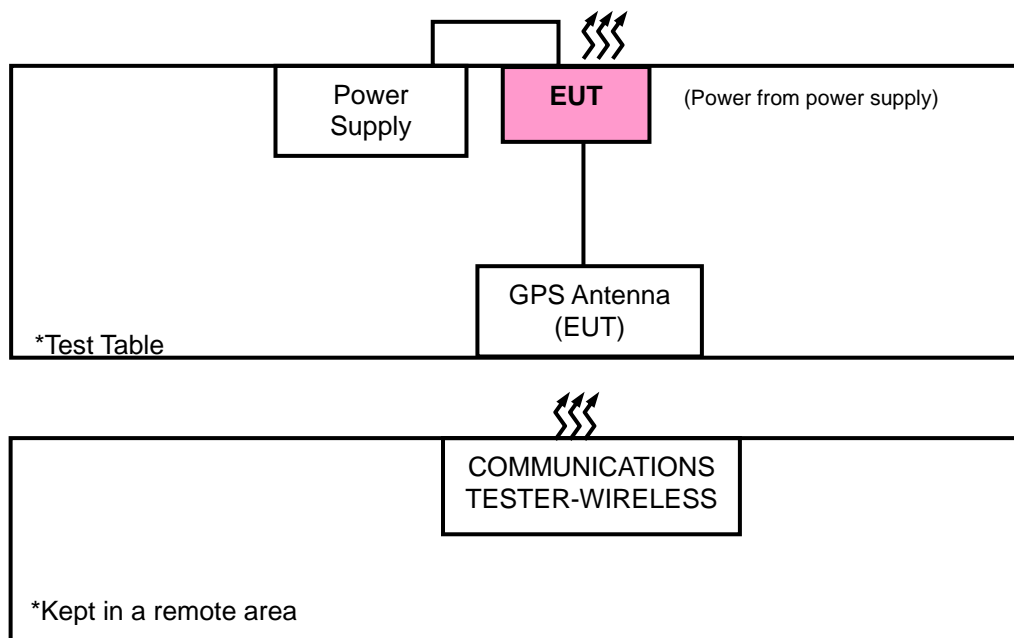 Power
Supply
EUT
(Power from power supply)
GPS Antenna
(EUT)
*Test Table
COMMUNICATIONS
TESTER-WIRELESS
*Kept in a remote area